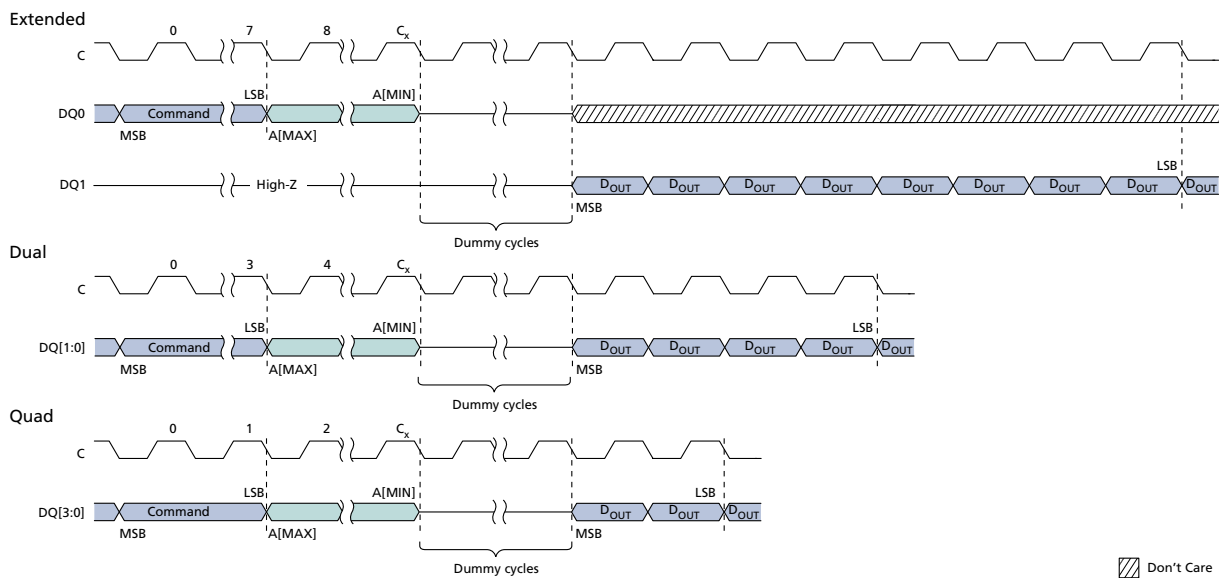 Extended
0 7 8 Cx
C
LSB A[MIN]
DQ0 Command
MSB A[MAX]
LSB
DQ1 High-Z DOUT DOUT DOUT DOUT DOUT DOUT DOUT DOUT DOUT
MSB
Dummy cycles
Dual
0 3 4 Cx
C
LSB A[MIN] LSB
DQ[1:0] Command DOUT DOUT DOUT DOUT DOUT
MSB A[MAX] MSB
Dummy cycles
Quad
0 1 2 Cx
C
LSB A[MIN] LSB
DQ[3:0] Command DOUT DOUT DOUT
MSB A[MAX] MSB
Dummy cycles
Don't Care